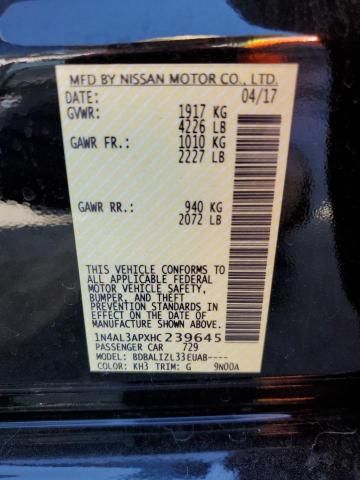 MFD BY NISSAN MOTOR CO., LTD.
DATE: 04/17
GVWR: 1917 KG
4226 LB
GAWR FR.: 1010 KG
2227 LB
GAWR RR.: 940 KG
2072 LB
THIS VEHICLE CONFORMS TO
ALL APPLICABLE FEDERAL
MOTOR VEHICLE SAFETY,
BUMPER, AND THEFT
PREVENTION STANDARDS IN
EFFECT ON THE DATE OF
MANUFACTURE SHOWN ABOVE.
1N4AL3APXHC239645
PASSENGER CAR 729
MODEL: BDBALIZL33EUAB----
COLOR: KH3 TRIM: G 9N00A